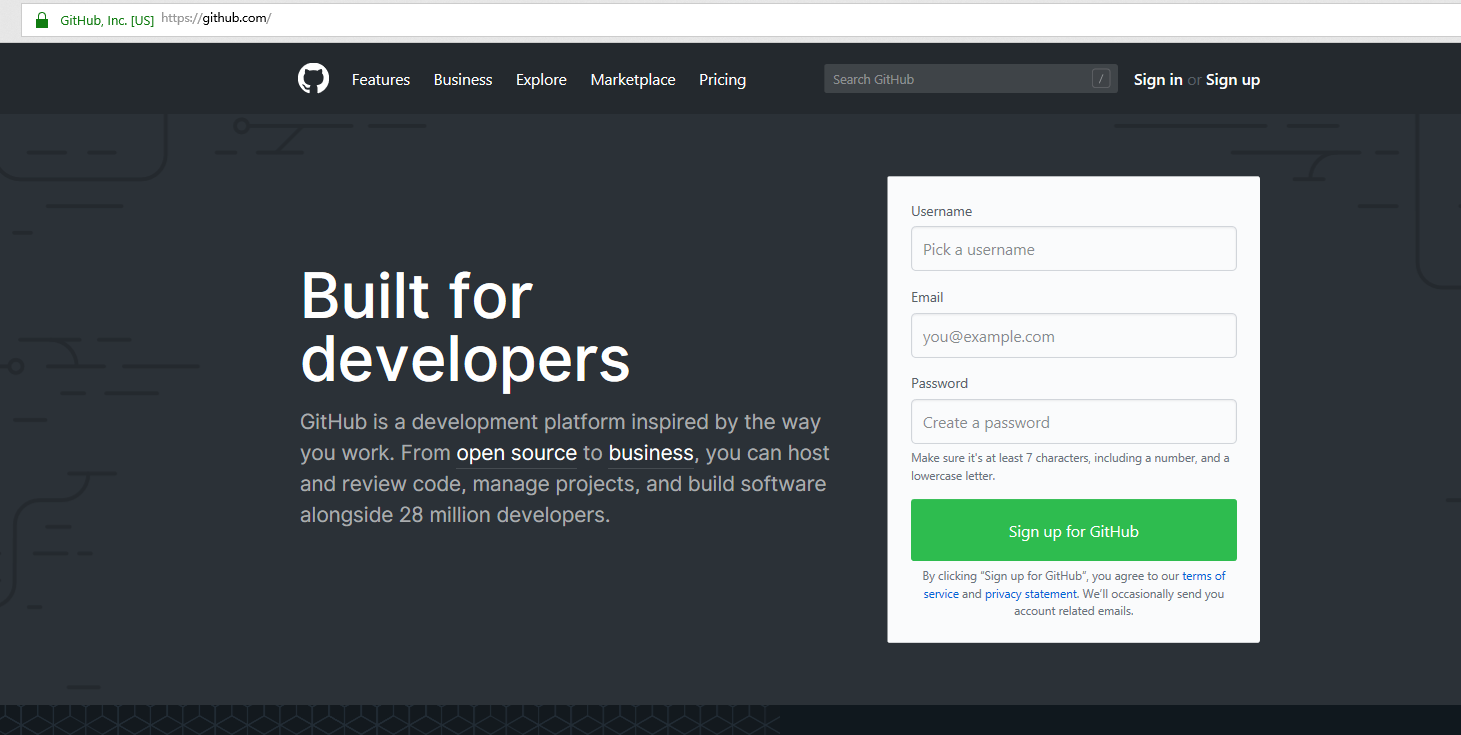 GitHub, Inc. [US] https://github.com/
Features Business Explore Marketplace Pricing Search GitHub / Sign in or Sign up
Built for
developers
GitHub is a development platform inspired by the way
you work. From open source to business, you can host
and review code, manage projects, and build software
alongside 28 million developers.
Username
Pick a username
Email
you@example.com
Password
Create a password
Make sure it's at least 7 characters, including a number, and a
lowercase letter.
Sign up for GitHub
By clicking “Sign up for GitHub”, you agree to our terms of
service and privacy statement. We’ll occasionally send you
account related emails.